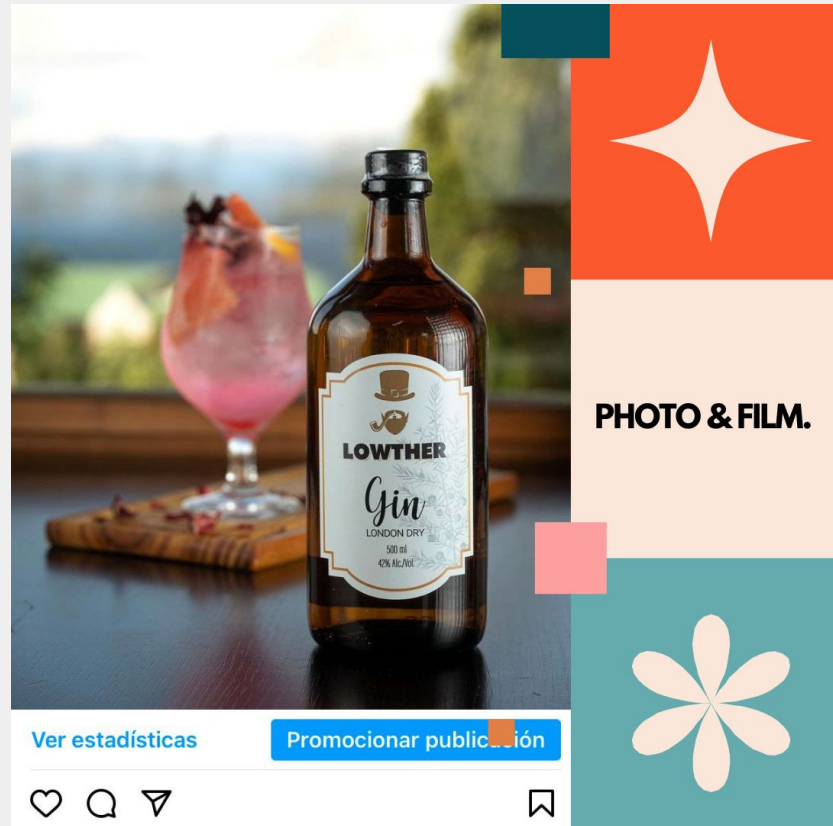 LOWTHER
Gin
LONDON DRY
500 ml
42% Alc./Vol.
PHOTO & FILM.
Ver estadísticas
Promocionar publicación